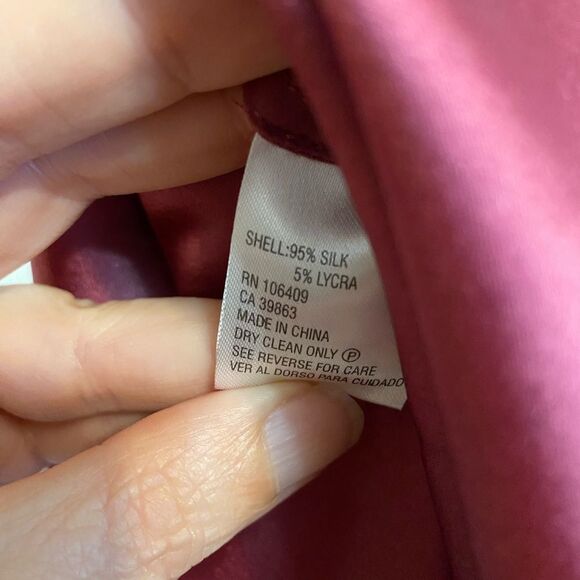 SHELL:95% SILK
5% LYCRA
RN 106409
CA 39863
MADE IN CHINA
DRY CLEAN ONLY Ⓟ
SEE REVERSE FOR CARE
VER AL DORSO PARA CUIDADO